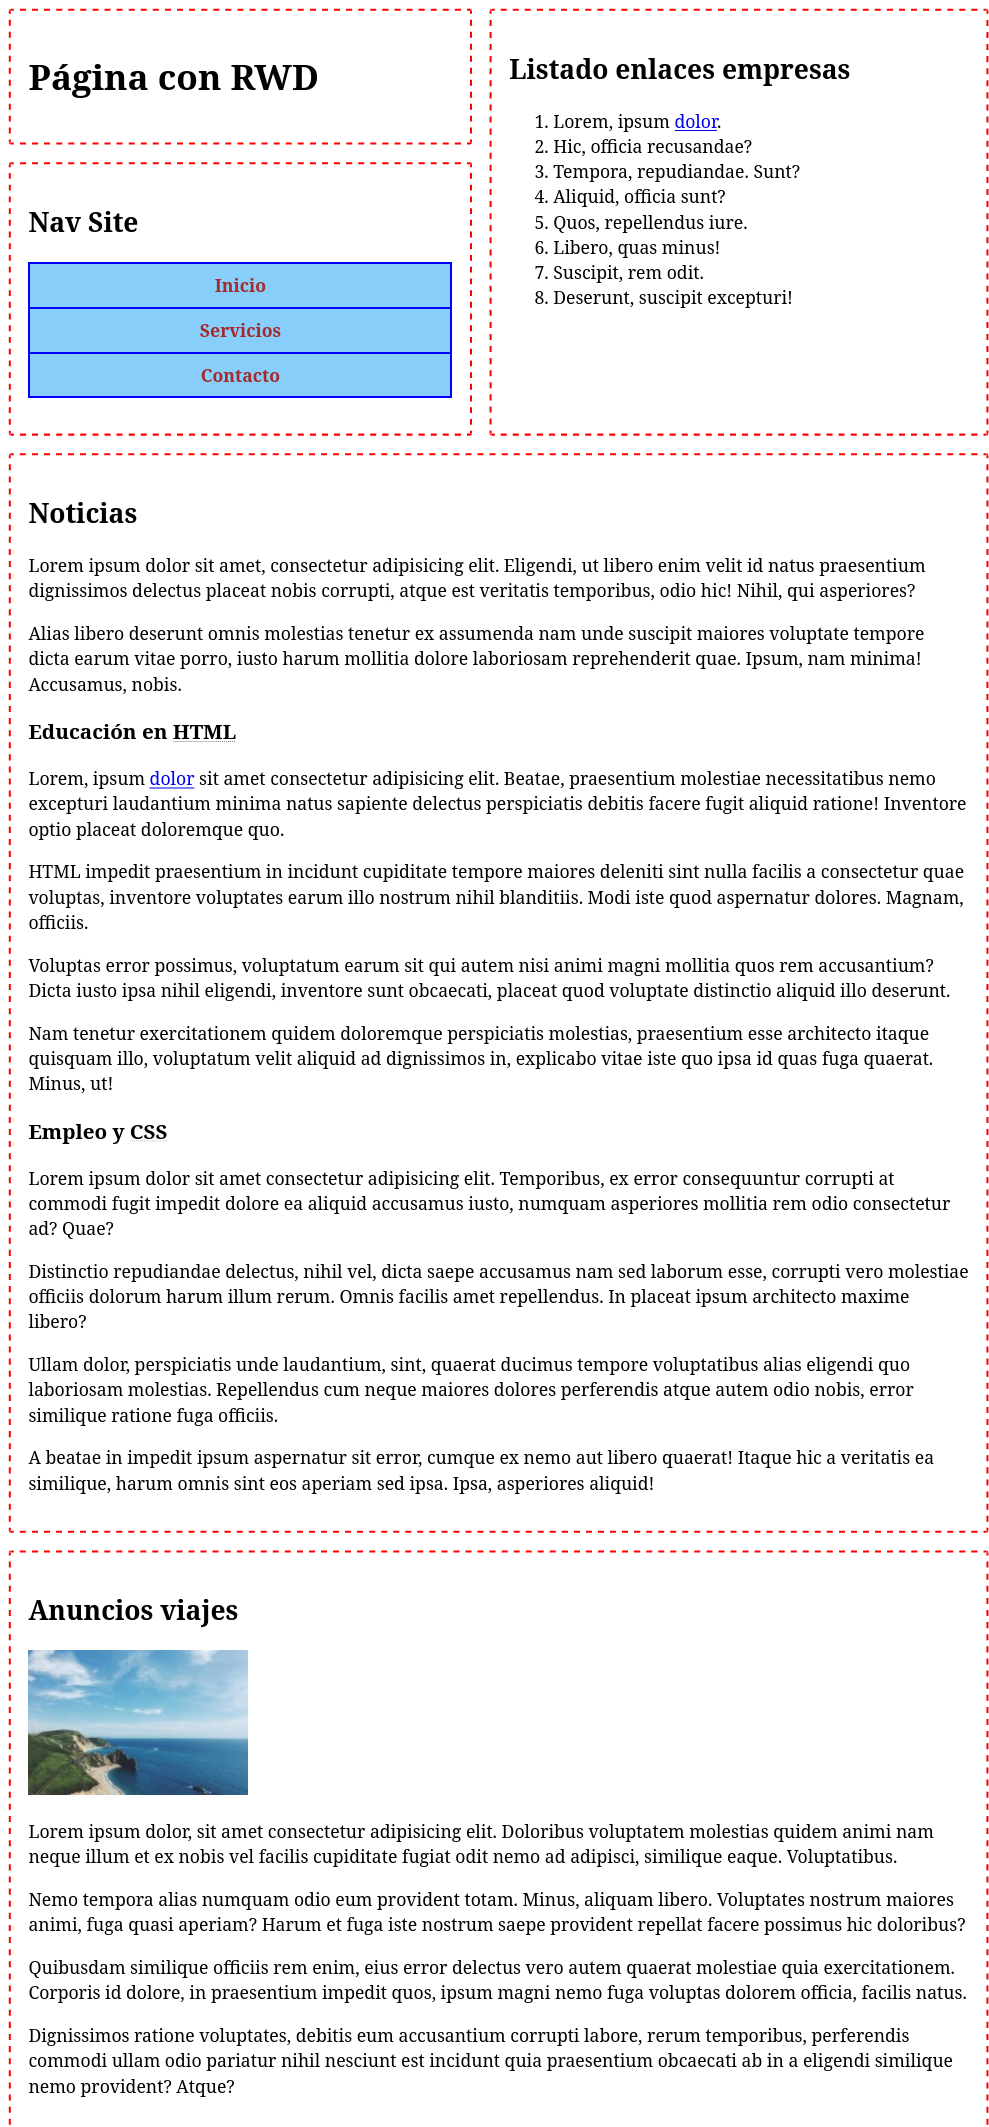 Página con RWD
Nav Site
Inicio
Servicios
Contacto
Listado enlaces empresas
1. Lorem, ipsum dolor.
2. Hic, officia recusandae?
3. Tempora, repudiandae. Sunt?
4. Aliquid, officia sunt?
5. Quos, repellendus iure.
6. Libero, quas minus!
7. Suscipit, rem odit.
8. Deserunt, suscipit excepturi!
Noticias
Lorem ipsum dolor sit amet, consectetur adipisicing elit. Eligendi, ut libero enim velit id natus praesentium
dignissimos delectus placeat nobis corrupti, atque est veritatis temporibus, odio hic! Nihil, qui asperiores?
Alias libero deserunt omnis molestias tenetur ex assumenda nam unde suscipit maiores voluptate tempore
dicta earum vitae porro, iusto harum mollitia dolore laboriosam reprehenderit quae. Ipsum, nam minima!
Accusamus, nobis.
Educación en HTML
Lorem, ipsum dolor sit amet consectetur adipisicing elit. Beatae, praesentium molestiae necessitatibus nemo
excepturi laudantium minima natus sapiente delectus perspiciatis debitis facere fugit aliquid ratione! Inventore
optio placeat doloremque quo.
HTML impedit praesentium in incidunt cupiditate tempore maiores deleniti sint nulla facilis a consectetur quae
voluptas, inventore voluptates earum illo nostrum nihil blanditiis. Modi iste quod aspernatur dolores. Magnam,
officiis.
Voluptas error possimus, voluptatum earum sit qui autem nisi animi magni mollitia quos rem accusantium?
Dicta iusto ipsa nihil eligendi, inventore sunt obcaecati, placeat quod voluptate distinctio aliquid illo deserunt.
Nam tenetur exercitationem quidem doloremque perspiciatis molestias, praesentium esse architecto itaque
quisquam illo, voluptatum velit aliquid ad dignissimos in, explicabo vitae iste quo ipsa id quas fuga quaerat.
Minus, ut!
Empleo y CSS
Lorem ipsum dolor sit amet consectetur adipisicing elit. Temporibus, ex error consequuntur corrupti at
commodi fugit impedit dolore ea aliquid accusamus iusto, numquam asperiores mollitia rem odio consectetur
ad? Quae?
Distinctio repudiandae delectus, nihil vel, dicta saepe accusamus nam sed laborum esse, corrupti vero molestiae
officiis dolorum harum illum rerum. Omnis facilis amet repellendus. In placeat ipsum architecto maxime
libero?
Ullam dolor, perspiciatis unde laudantium, sint, quaerat ducimus tempore voluptatibus alias eligendi quo
laboriosam molestias. Repellendus cum neque maiores dolores perferendis atque autem odio nobis, error
similique ratione fuga officiis.
A beatae in impedit ipsum aspernatur sit error, cumque ex nemo aut libero quaerat! Itaque hic a veritatis ea
similique, harum omnis sint eos aperiam sed ipsa. Ipsa, asperiores aliquid!
Anuncios viajes
Lorem ipsum dolor, sit amet consectetur adipisicing elit. Doloribus voluptatem molestias quidem animi nam
neque illum et ex nobis vel facilis cupiditate fugiat odit nemo ad adipisci, similique eaque. Voluptatibus.
Nemo tempora alias numquam odio eum provident totam. Minus, aliquam libero. Voluptates nostrum maiores
animi, fuga quasi aperiam? Harum et fuga iste nostrum saepe provident repellat facere possimus hic doloribus?
Quibusdam similique officiis rem enim, eius error delectus vero autem quaerat molestiae quia exercitationem.
Corporis id dolore, in praesentium impedit quos, ipsum magni nemo fuga voluptas dolorem officia, facilis natus.
Dignissimos ratione voluptates, debitis eum accusantium corrupti labore, rerum temporibus, perferendis
commodi ullam odio pariatur nihil nesciunt est incidunt quia praesentium obcaecati ab in a eligendi similique
nemo provident? Atque?